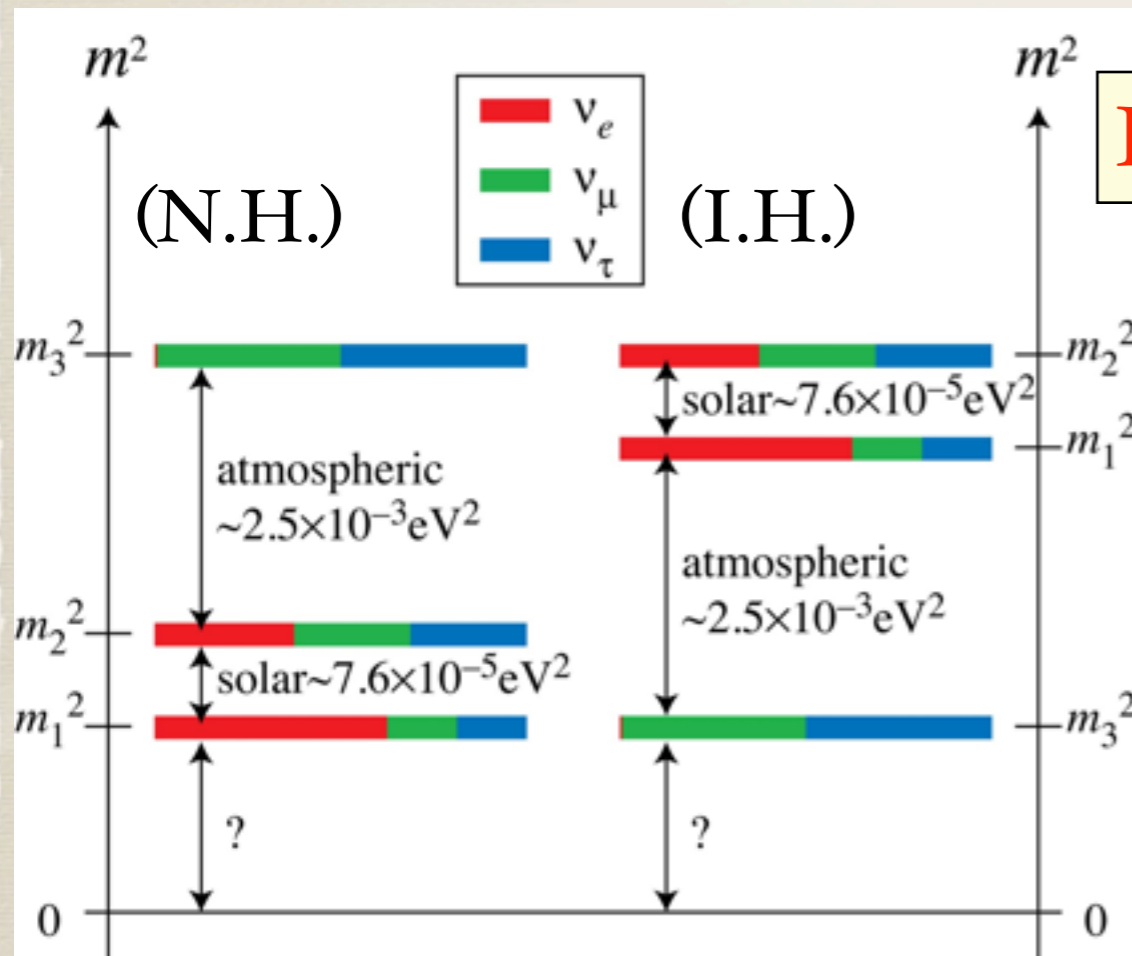 m²
m²
νₑ
ν_μ
ν_τ
(N.H.)
(I.H.)
m₃²
m₂²
solar~7.6×10⁻⁵eV²
m₁²
atmospheric
~2.5×10⁻³eV²
atmospheric
~2.5×10⁻³eV²
m₂²
solar~7.6×10⁻⁵eV²
m₁²
m₃²
?
?
0
0